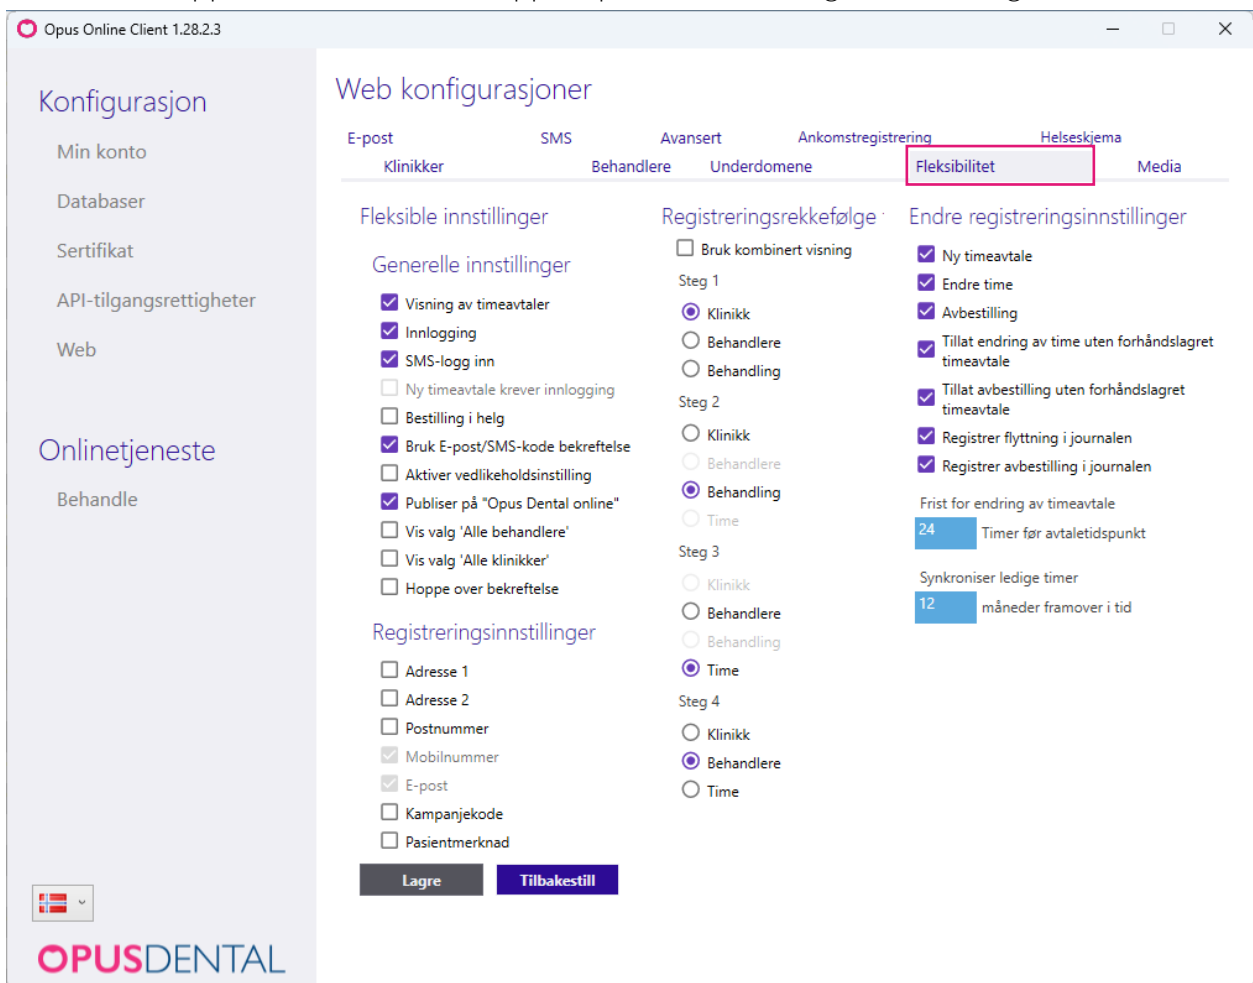 Opus Online Client 1.28.2.3
Konfigurasjon
Min konto
Databaser
Sertifikat
API-tilgangsrettigheter
Web
Onlinetjeneste
Behandle
OPUSDENTAL
Web konfigurasjoner
E-post SMS Avansert Ankomstregistrering Helseskjema
Klinikker Behandlere Underdomene Fleksibilitet Media
Fleksible innstillinger
Generelle innstillinger
Visning av timeavtaler
Innlogging
SMS-logg inn
Ny timeavtale krever innlogging
Bestilling i helg
Bruk E-post/SMS-kode bekreftelse
Aktiver vedlikeholdsinstilling
Publiser på "Opus Dental online"
Vis valg 'Alle behandlere'
Vis valg 'Alle klinikker'
Hoppe over bekreftelse
Registreringsinnstillinger
Adresse 1
Adresse 2
Postnummer
Mobilnummer
E-post
Kampanjekode
Pasientmerknad
Lagre Tilbakestill
Registreringsrekkefølge
Bruk kombinert visning
Steg 1
Klinikk
Behandlere
Behandling
Steg 2
Klinikk
Behandlere
Behandling
Time
Steg 3
Klinikk
Behandlere
Behandling
Time
Steg 4
Klinikk
Behandlere
Time
Endre registreringsinnstillinger
Ny timeavtale
Endre time
Avbestilling
Tillat endring av time uten forhåndslagret
timeavtale
Tillat avbestilling uten forhåndslagret
timeavtale
Registrer flyttning i journalen
Registrer avbestilling i journalen
Frist for endring av timeavtale
24 Timer før avtaletidspunkt
Synkroniser ledige timer
12 måneder framover i tid